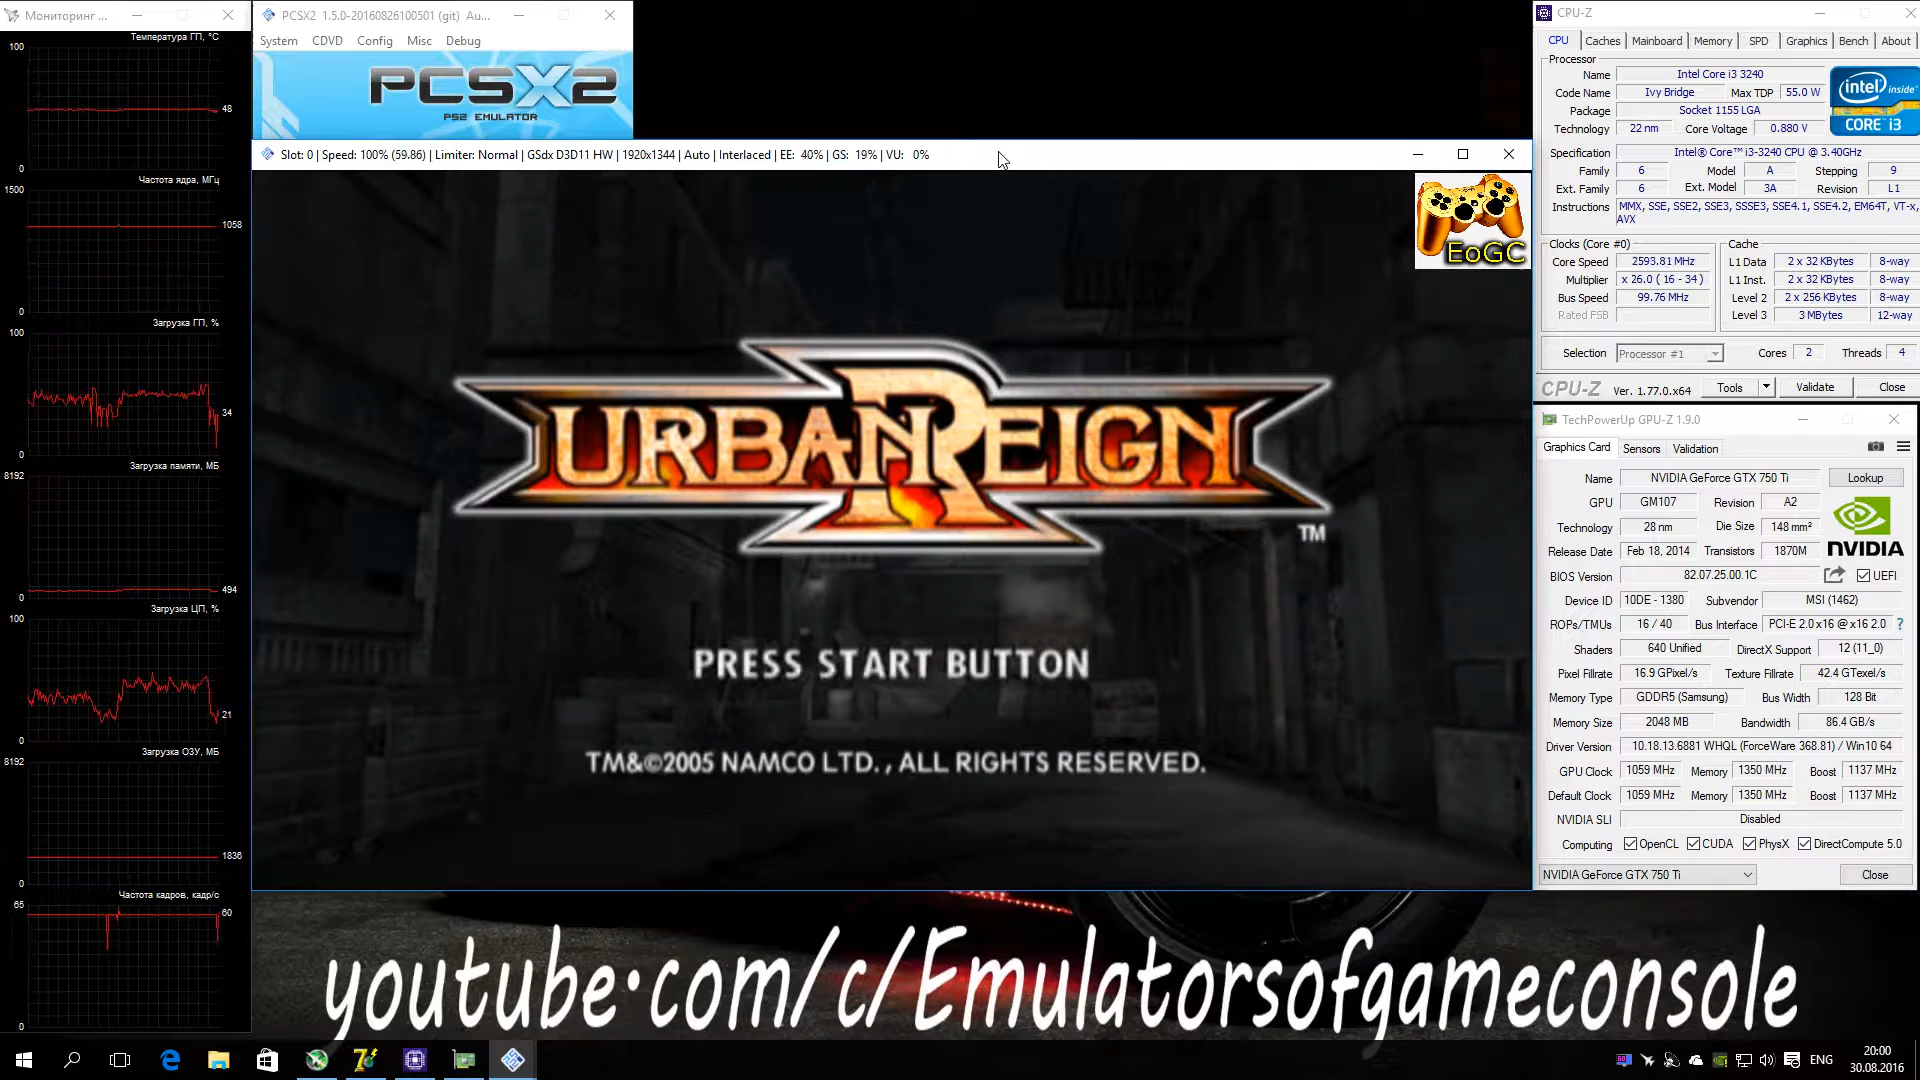 Мониторинг ...
Температура ГП, °C
100
48
0
Частота ядра, МГц
1500
1058
0
Загрузка ГП, %
100
34
0
Загрузка памяти, МБ
8192
494
0
Загрузка ЦП, %
100
21
0
Загрузка ОЗУ, МБ
8192
1836
0
Частота кадров, кадр/с
65
60
0
PCSX2 1.5.0-20160826100501 (git) Au...
System CDVD Config Misc Debug
PCSX2
PS2 EMULATOR
Slot: 0 | Speed: 100% (59.86) | Limiter: Normal | GSdx D3D11 HW | 1920x1344 | Auto | Interlaced | EE: 40% | GS: 19% | VU: 0%
EoGC
URBAN REIGN
TM
PRESS START BUTTON
TM&©2005 NAMCO LTD., ALL RIGHTS RESERVED.
CPU-Z
CPU Caches Mainboard Memory SPD Graphics Bench About
Processor
Name Intel Core i3 3240
Code Name Ivy Bridge Max TDP 55.0 W
Package Socket 1155 LGA
Technology 22 nm Core Voltage 0.880 V
intel inside
CORE i3
Specification Intel® Core™ i3-3240 CPU @ 3.40GHz
Family 6 Model A Stepping 9
Ext. Family 6 Ext. Model 3A Revision L1
Instructions MMX, SSE, SSE2, SSE3, SSSE3, SSE4.1, SSE4.2, EM64T, VT-x,
AVX
Clocks (Core #0)
Core Speed 2593.81 MHz
Multiplier x 26.0 ( 16 - 34 )
Bus Speed 99.76 MHz
Rated FSB
Cache
L1 Data 2 x 32 KBytes 8-way
L1 Inst. 2 x 32 KBytes 8-way
Level 2 2 x 256 KBytes 8-way
Level 3 3 MBytes 12-way
Selection Processor #1 Cores 2 Threads 4
CPU-Z Ver. 1.77.0.x64 Tools Validate Close
TechPowerUp GPU-Z 1.9.0
Graphics Card Sensors Validation
Name NVIDIA GeForce GTX 750 Ti Lookup
GPU GM107 Revision A2
Technology 28 nm Die Size 148 mm²
Release Date Feb 18, 2014 Transistors 1870M
NVIDIA
BIOS Version 82.07.25.00.1C UEFI
Device ID 10DE - 1380 Subvendor MSI (1462)
ROPs/TMUs 16 / 40 Bus Interface PCI-E 2.0 x16 @ x16 2.0 ?
Shaders 640 Unified DirectX Support 12 (11_0)
Pixel Fillrate 16.9 GPixel/s Texture Fillrate 42.4 GTexel/s
Memory Type GDDR5 (Samsung) Bus Width 128 Bit
Memory Size 2048 MB Bandwidth 86.4 GB/s
Driver Version 10.18.13.6881 WHQL (ForceWare 368.81) / Win10 64
GPU Clock 1059 MHz Memory 1350 MHz Boost 1137 MHz
Default Clock 1059 MHz Memory 1350 MHz Boost 1137 MHz
NVIDIA SLI Disabled
Computing OpenCL CUDA PhysX DirectCompute 5.0
NVIDIA GeForce GTX 750 Ti Close
youtube.com/c/Emulatorsofgameconsole
ENG
20:00
30.08.2016